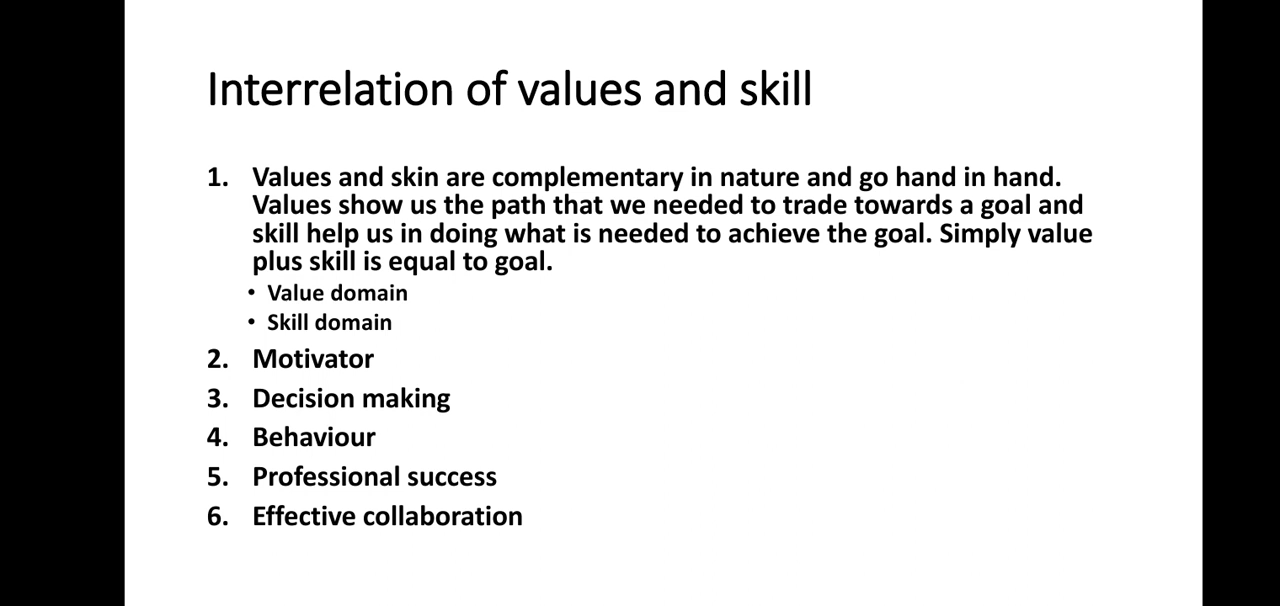 Interrelation of values and skill
1. Values and skin are complementary in nature and go hand in hand.
Values show us the path that we needed to trade towards a goal and
skill help us in doing what is needed to achieve the goal. Simply value
plus skill is equal to goal.
• Value domain
• Skill domain
2. Motivator
3. Decision making
4. Behaviour
5. Professional success
6. Effective collaboration